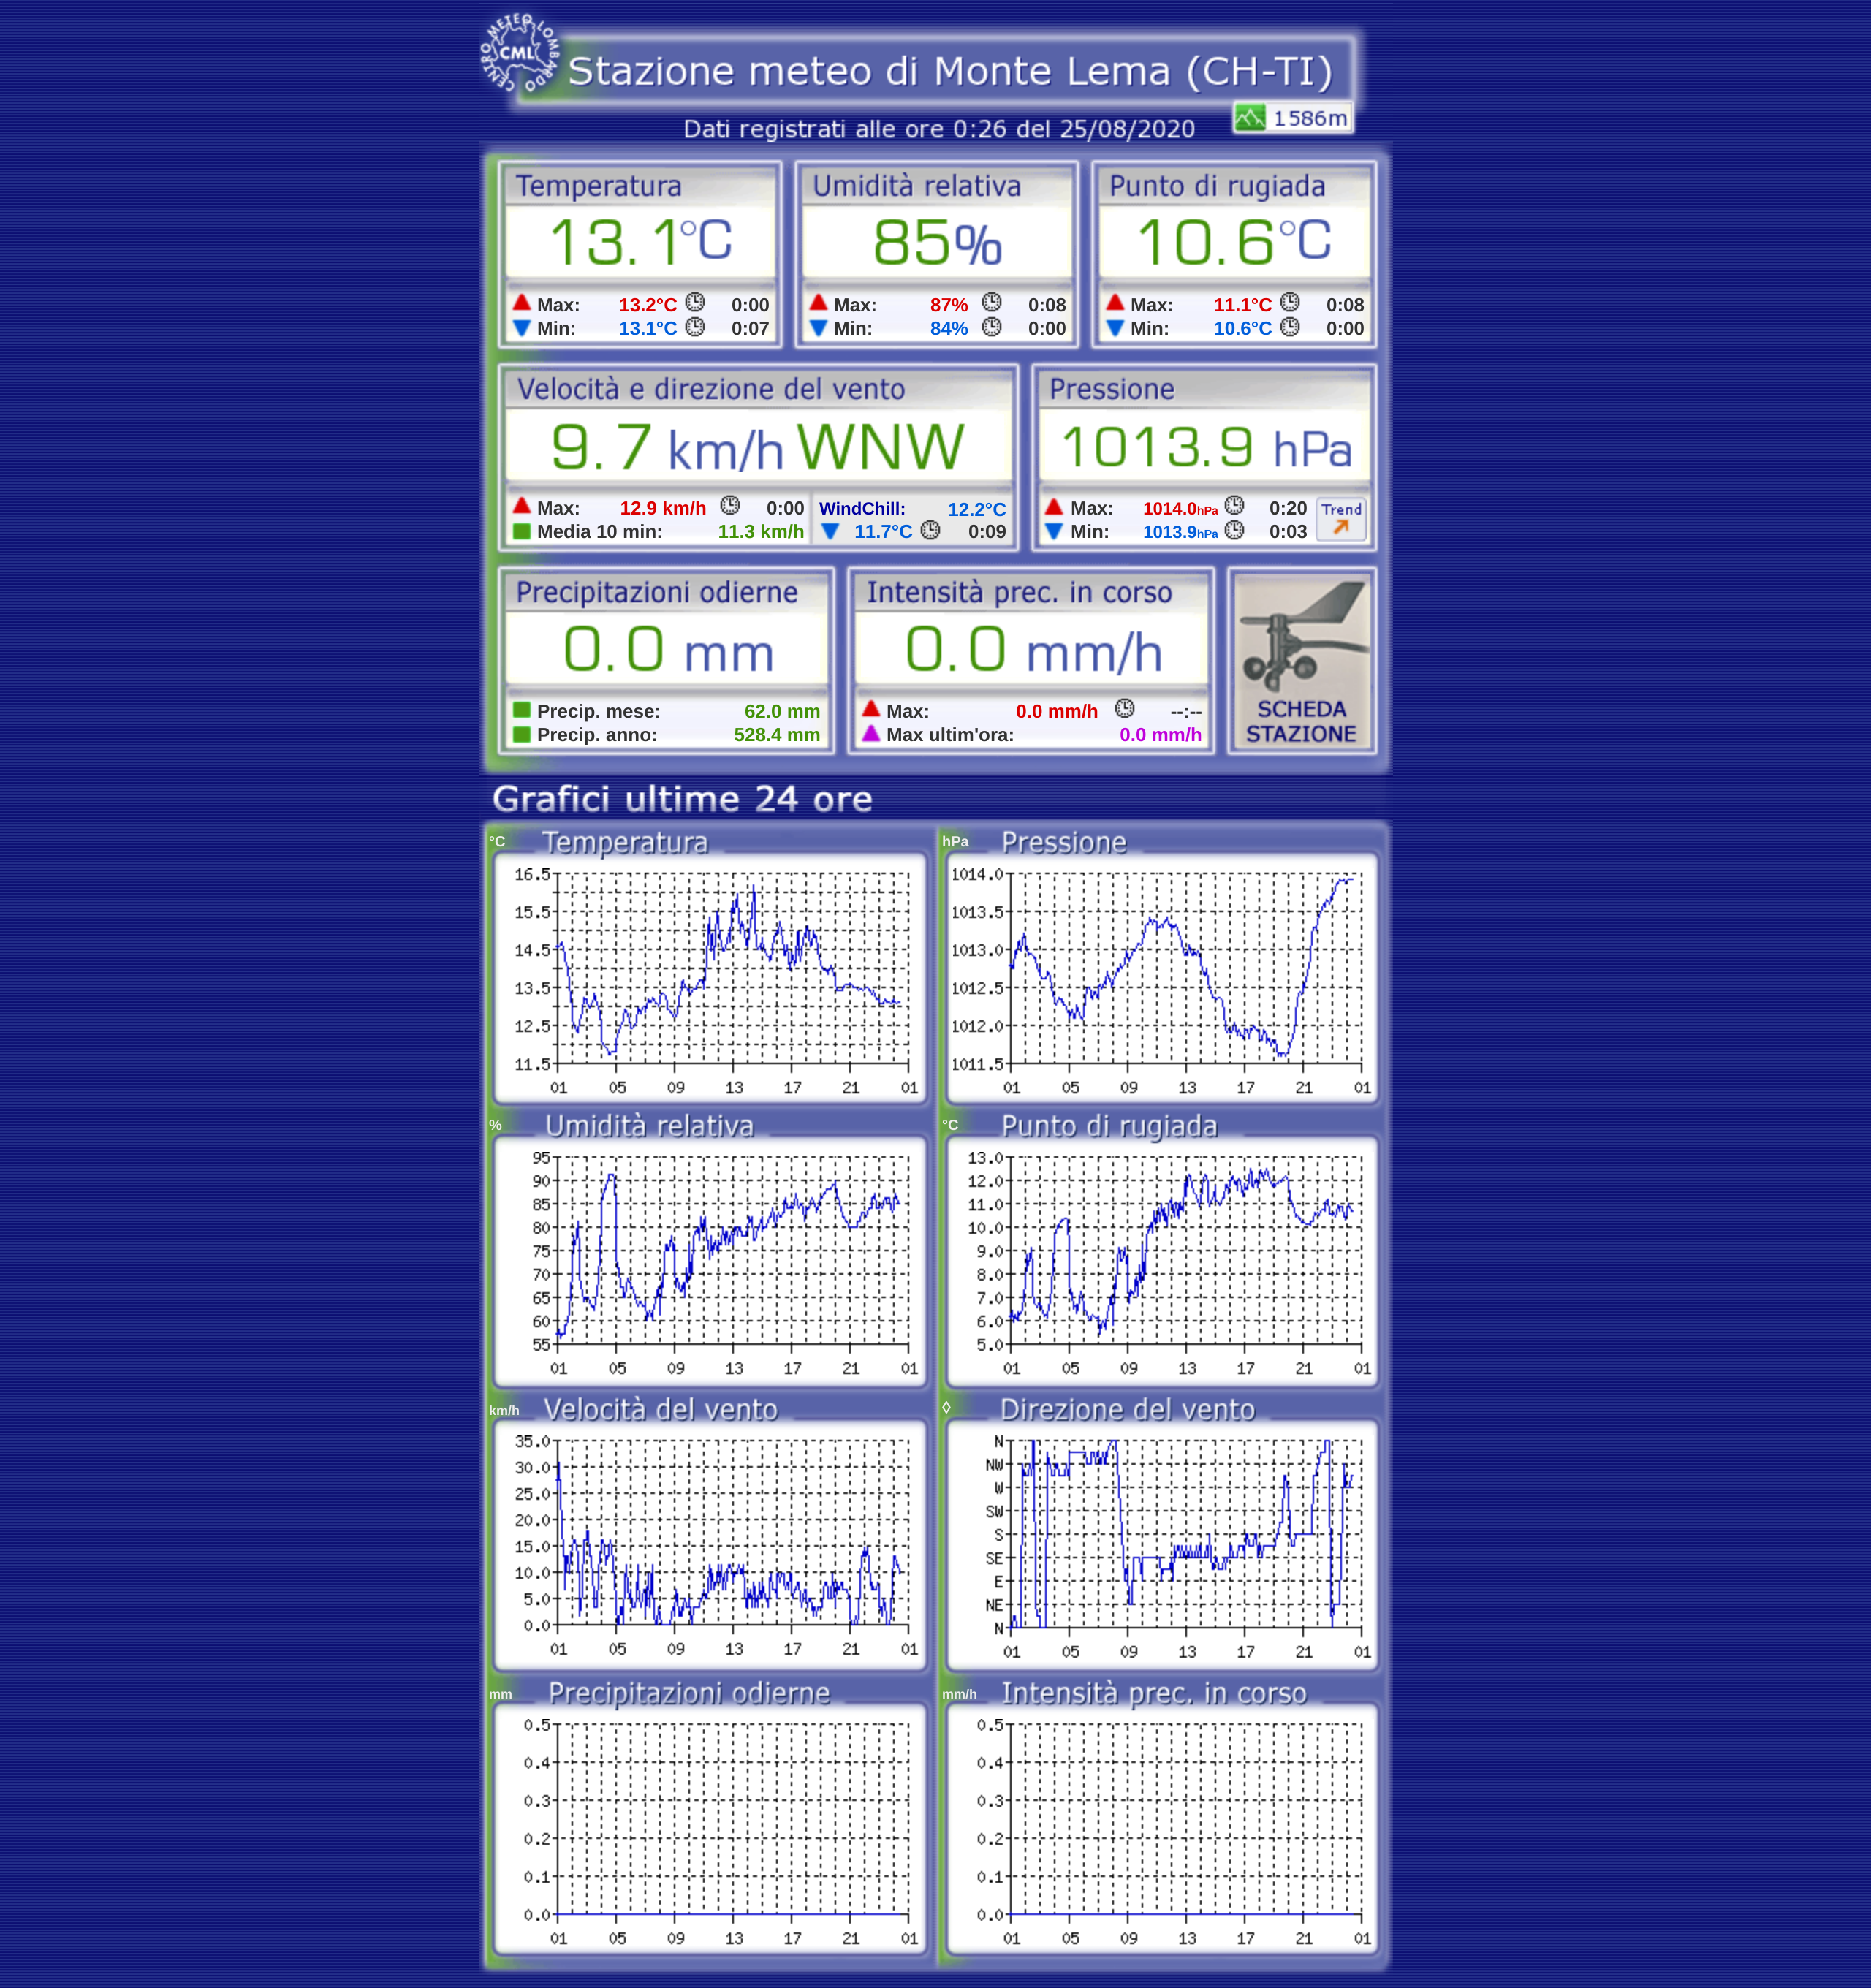 CENTRO METEO LOMBARDO
CML
Stazione meteo di Monte Lema (CH-TI)
1586m
Dati registrati alle ore 0:26 del 25/08/2020
Temperatura
13.1°C
Max: 13.2°C 0:00
Min: 13.1°C 0:07
Umidità relativa
85%
Max: 87% 0:08
Min: 84% 0:00
Punto di rugiada
10.6°C
Max: 11.1°C 0:08
Min: 10.6°C 0:00
Velocità e direzione del vento
9.7 km/h WNW
Max: 12.9 km/h 0:00
Media 10 min: 11.3 km/h
WindChill: 12.2°C
11.7°C 0:09
Pressione
1013.9 hPa
Max: 1014.0hPa 0:20
Min: 1013.9hPa 0:03
Trend
Precipitazioni odierne
0.0 mm
Precip. mese: 62.0 mm
Precip. anno: 528.4 mm
Intensità prec. in corso
0.0 mm/h
Max: 0.0 mm/h --:--
Max ultim'ora: 0.0 mm/h
SCHEDA
STAZIONE
Grafici ultime 24 ore
°C Temperatura
16.5
15.5
14.5
13.5
12.5
11.5
01 05 09 13 17 21 01
hPa Pressione
1014.0
1013.5
1013.0
1012.5
1012.0
1011.5
01 05 09 13 17 21 01
% Umidità relativa
95
90
85
80
75
70
65
60
55
01 05 09 13 17 21 01
°C Punto di rugiada
13.0
12.0
11.0
10.0
9.0
8.0
7.0
6.0
5.0
01 05 09 13 17 21 01
km/h Velocità del vento
35.0
30.0
25.0
20.0
15.0
10.0
5.0
0.0
01 05 09 13 17 21 01
◊ Direzione del vento
N
NW
W
SW
S
SE
E
NE
N
01 05 09 13 17 21 01
mm Precipitazioni odierne
0.5
0.4
0.3
0.2
0.1
0.0
01 05 09 13 17 21 01
mm/h Intensità prec. in corso
0.5
0.4
0.3
0.2
0.1
0.0
01 05 09 13 17 21 01